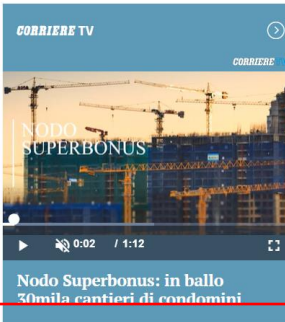 CORRIERE TV
CORRIERE
NODO
SUPERBONUS
0:02 / 1:12
Nodo Superbonus: in ballo
30mila cantieri di condomini